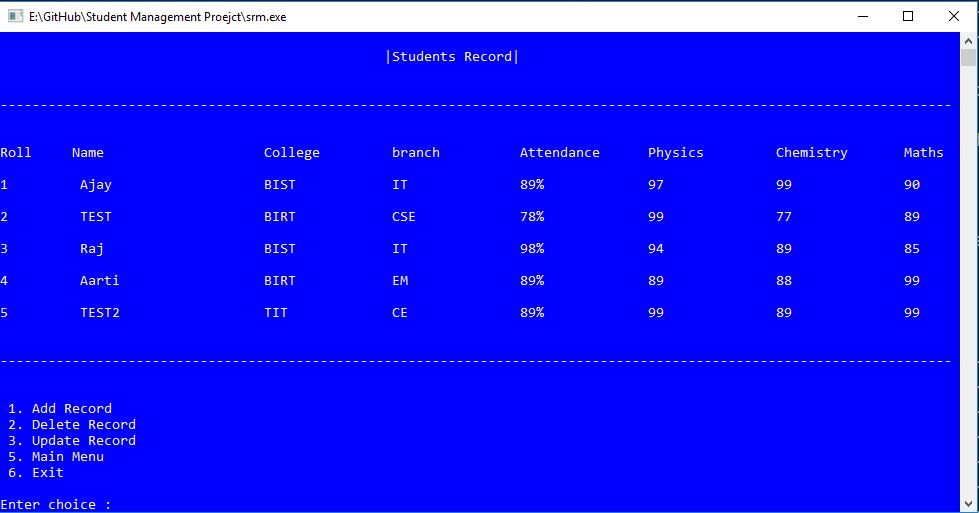 E:\GitHub\Student Management Proejct\srm.exe
|Students Record|
-----------------------------------------------------------------------------------------------------------------------
Roll Name College branch Attendance Physics Chemistry Maths
1 Ajay BIST IT 89% 97 99 90
2 TEST BIRT CSE 78% 99 77 89
3 Raj BIST IT 98% 94 89 85
4 Aarti BIRT EM 89% 89 88 99
5 TEST2 TIT CE 89% 99 89 99
-----------------------------------------------------------------------------------------------------------------------
1. Add Record
2. Delete Record
3. Update Record
5. Main Menu
6. Exit
Enter choice :